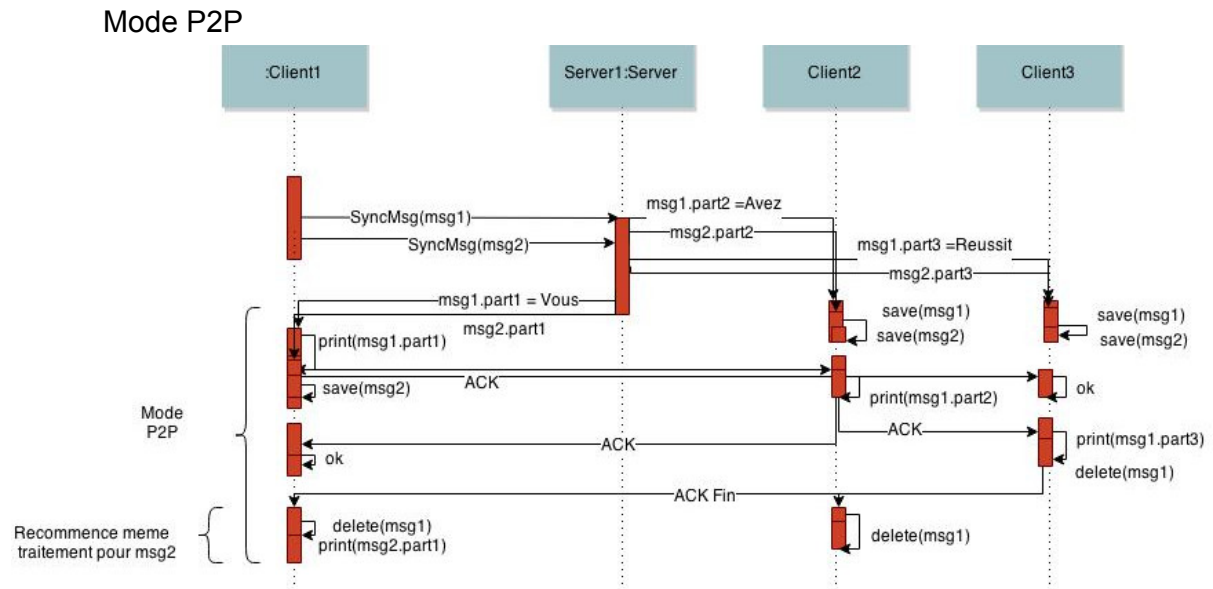 Mode P2P
:Client1
Server1:Server
Client2
Client3
msg1.part2 =Avez
SyncMsg(msg1)
msg2.part2
SyncMsg(msg2)
msg1.part3 =Reussit
msg2.part3
msg1.part1 = Vous
msg2.part1
save(msg1)
save(msg2)
save(msg1)
save(msg2)
print(msg1.part1)
ACK
save(msg2)
print(msg1.part2)
ok
Mode
P2P
ACK
ACK
print(msg1.part3)
ok
delete(msg1)
ACK Fin
Recommence meme
traitement pour msg2
delete(msg1)
print(msg2.part1)
delete(msg1)